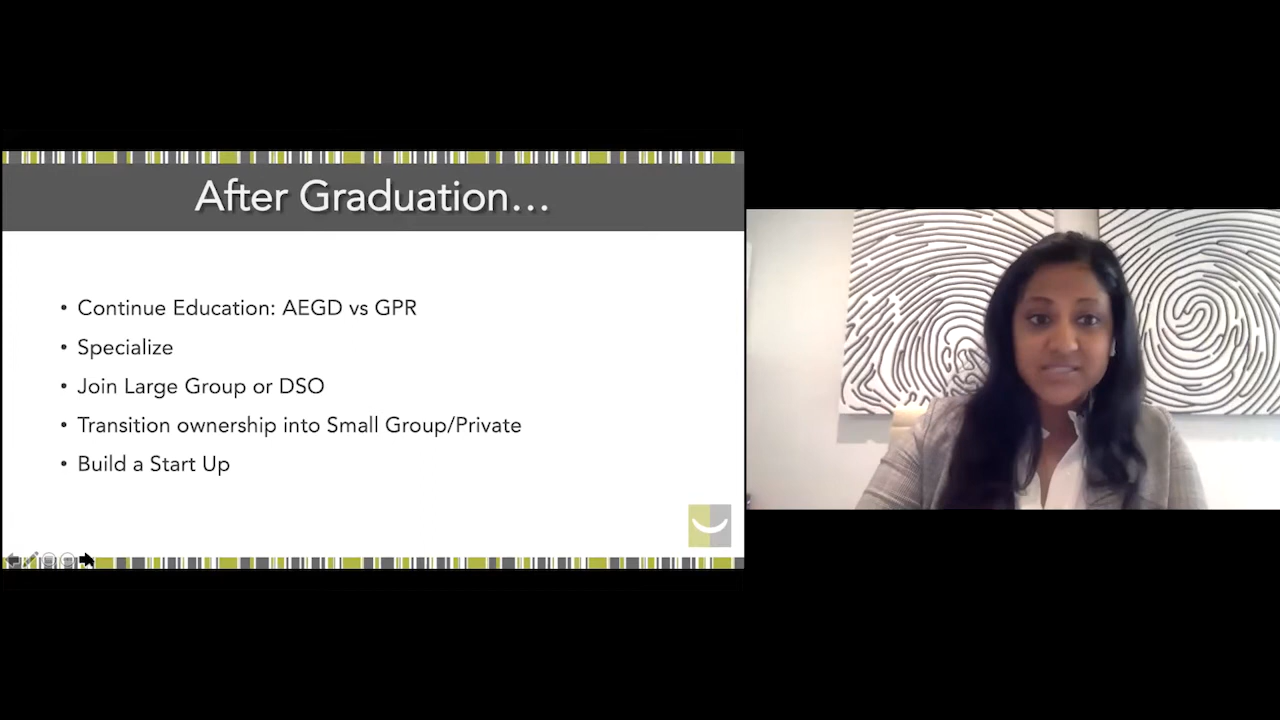 After Graduation…
• Continue Education: AEGD vs GPR
• Specialize
• Join Large Group or DSO
• Transition ownership into Small Group/Private
• Build a Start Up